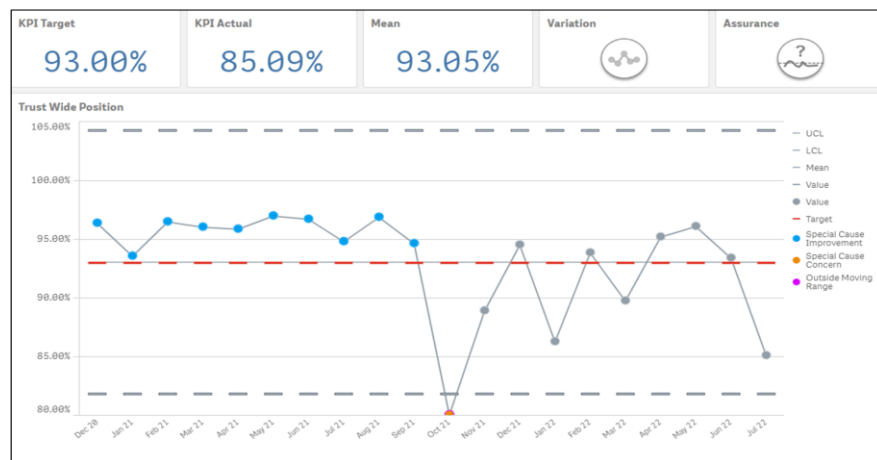 KPI Target
KPI Actual
Mean
Variation
Assurance
93.00%
85.09%
93.05%
?
Trust Wide Position
105.00%
100.00%
95.00%
90.00%
85.00%
80.00%
Dec 20
Jan 21
Feb 21
Mar 21
Apr 21
May 21
Jun 21
Jul 21
Aug 21
Sep 21
Oct 21
Nov 21
Dec 21
Jan 22
Feb 22
Mar 22
Apr 22
May 22
Jun 22
Jul 22
UCL
LCL
Mean
Value
Value
Target
Special Cause
Improvement
Special Cause
Concern
Outside Moving
Range